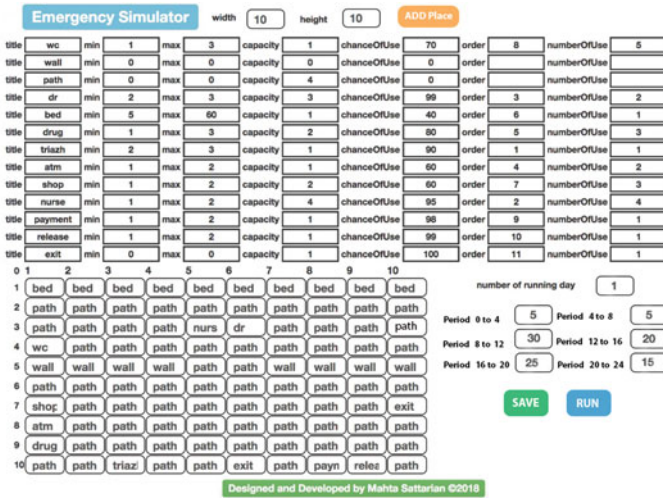 Emergency Simulator width 10 height 10 ADD Place
title wc min 1 max 3 capacity 1 chanceOfUse 70 order 8 numberOfUse 5
title wall min 0 max 0 capacity 0 chanceOfUse 0 order numberOfUse
title path min 0 max 0 capacity 4 chanceOfUse 0 order numberOfUse
title dr min 2 max 3 capacity 3 chanceOfUse 99 order 3 numberOfUse 2
title bed min 5 max 60 capacity 1 chanceOfUse 40 order 6 numberOfUse 1
title drug min 1 max 3 capacity 2 chanceOfUse 80 order 5 numberOfUse 3
title triazh min 2 max 3 capacity 1 chanceOfUse 90 order 1 numberOfUse 1
title atm min 1 max 2 capacity 1 chanceOfUse 60 order 4 numberOfUse 2
title shop min 1 max 2 capacity 2 chanceOfUse 60 order 7 numberOfUse 3
title nurse min 1 max 2 capacity 4 chanceOfUse 95 order 2 numberOfUse 4
title payment min 1 max 2 capacity 1 chanceOfUse 98 order 9 numberOfUse 1
title release min 1 max 2 capacity 1 chanceOfUse 99 order 10 numberOfUse 1
title exit min 0 max 0 capacity 1 chanceOfUse 100 order 11 numberOfUse 1
0 1 2 3 4 5 6 7 8 9 10
1 bed bed bed bed bed bed bed bed bed bed
2 path path path path path path path path path path
3 path path path path nurs dr path path path path
4 wc path path path path path path path path path
5 wall wall wall wall path path wall wall wall wall
6 path path path path path path path path path path
7 shop path path path path path path path path exit
8 atm path path path path path path path path path
9 drug path path path path path path path path path
10 path path triaz path path exit path payn relea path
number of running day 1
Period 0 to 4 5 Period 4 to 8 5
Period 8 to 12 30 Period 12 to 16 20
Period 16 to 20 25 Period 20 to 24 15
SAVE RUN
Designed and Developed by Mahta Sattarian ©2018